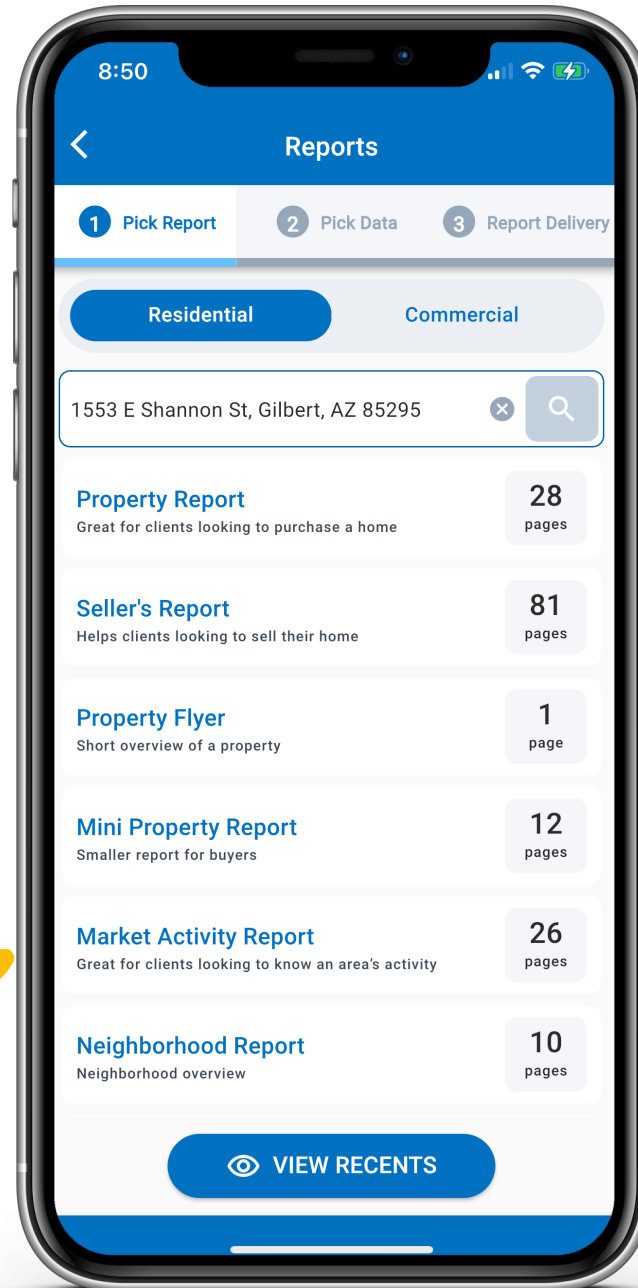 8:50
Reports
1 Pick Report 2 Pick Data 3 Report Delivery
Residential Commercial
1553 E Shannon St, Gilbert, AZ 85295
Property Report
Great for clients looking to purchase a home
28
pages
Seller's Report
Helps clients looking to sell their home
81
pages
Property Flyer
Short overview of a property
1
page
Mini Property Report
Smaller report for buyers
12
pages
Market Activity Report
Great for clients looking to know an area's activity
26
pages
Neighborhood Report
Neighborhood overview
10
pages
VIEW RECENTS